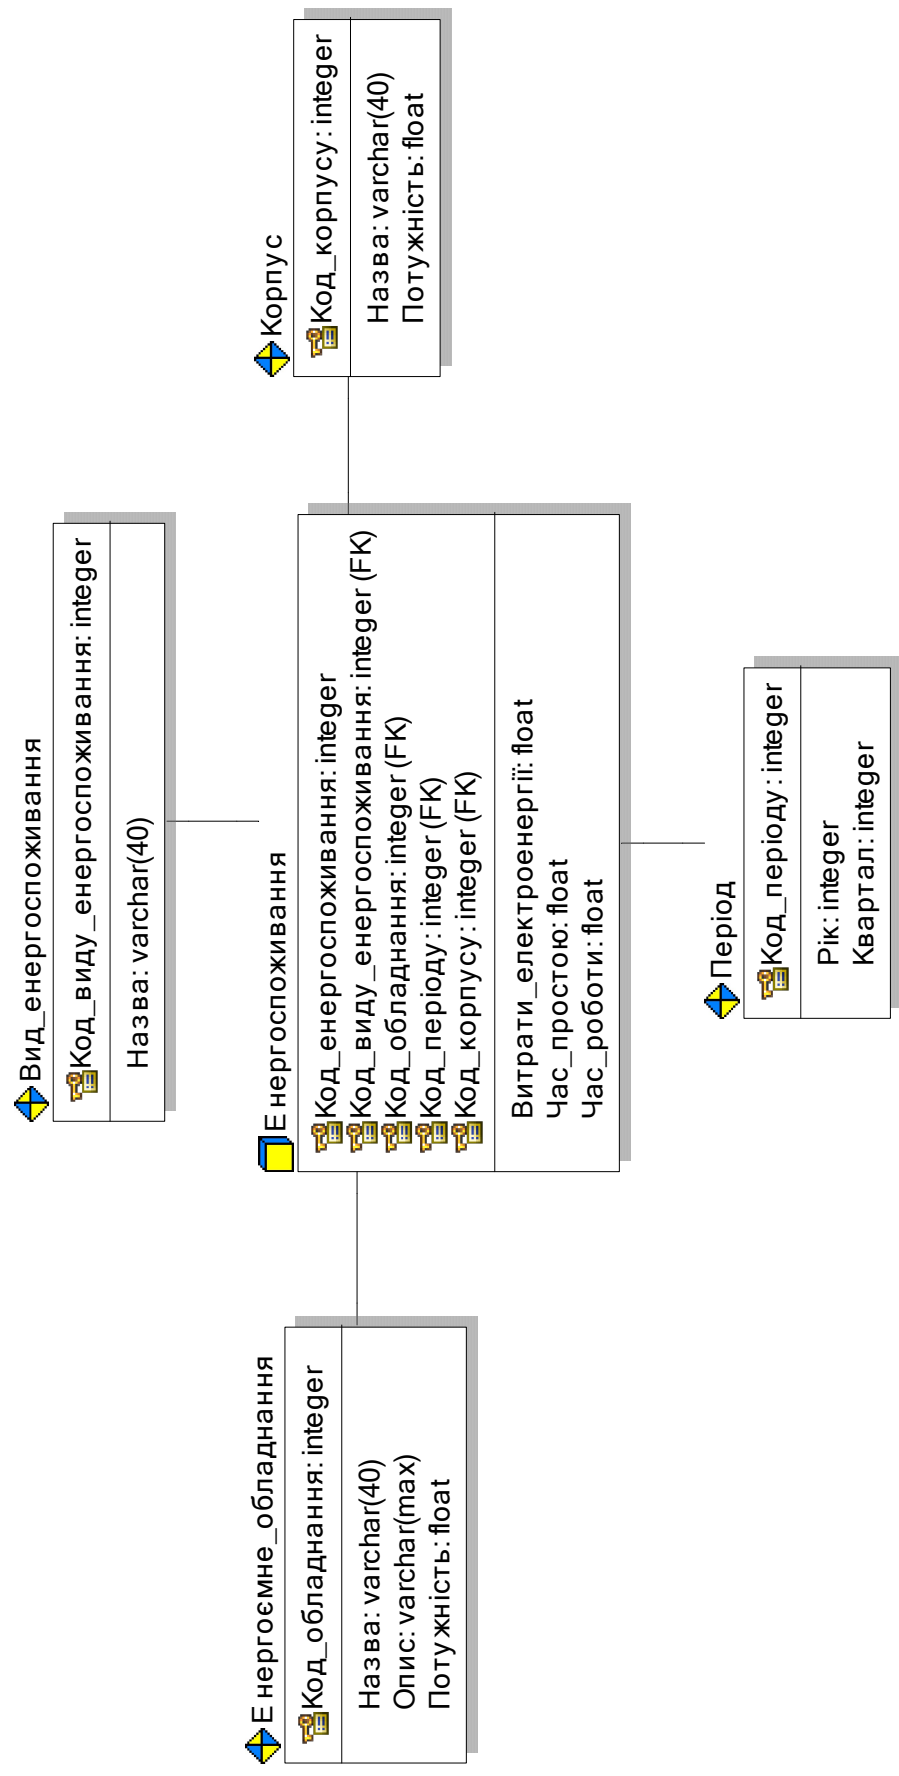 Вид_енергоспоживання
Код_виду_енергоспоживання: integer
Назва: varchar(40)
Енергоємне_обладнання
Код_обладнання: integer
Назва: varchar(40)
Опис: varchar(max)
Потужність: float
Енергоспоживання
Код_енергоспоживання: integer
Код_виду_енергоспоживання: integer (FK)
Код_обладнання: integer (FK)
Код_періоду: integer (FK)
Код_корпусу: integer (FK)
Витрати_електроенергії: float
Час_простою: float
Час_роботи: float
Корпус
Код_корпусу: integer
Назва: varchar(40)
Потужність: float
Період
Код_періоду: integer
Рік: integer
Квартал: integer